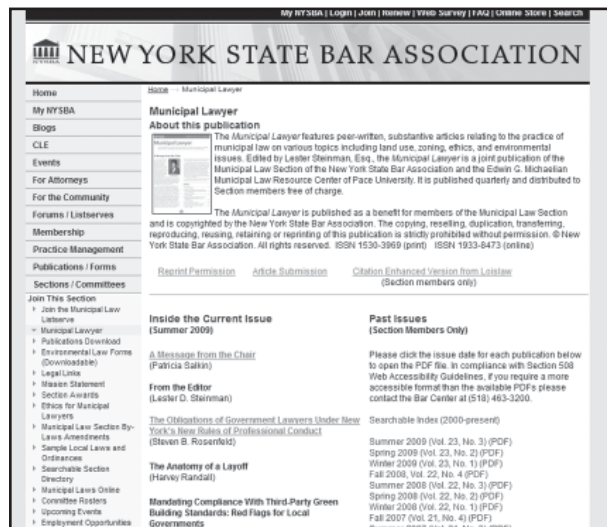 My NYSBA | Login | Join | Renew | Web Survey | FAQ | Online Store | Search
NYSBA
NEW YORK STATE BAR ASSOCIATION
Home
My NYSBA
Blogs
CLE
Events
For Attorneys
For the Community
Forums / Listserves
Membership
Practice Management
Publications / Forms
Sections / Committees
Join This Section
Join the Municipal Law
Listserve
Municipal Lawyer
Publications Download
Environmental Law Forms
(Downloadable)
Legal Links
Mission Statement
Section Awards
Ethics for Municipal
Lawyers
Municipal Law Section By-
Laws Amendments
Sample Local Laws and
Ordinances
Searchable Section
Directory
Municipal Laws Online
Committee Rosters
Upcoming Events
Employment Opportunities
Home → Municipal Lawyer
Municipal Lawyer
About this publication
Municipal Lawyer
The Municipal Lawyer features peer-written, substantive articles relating to the practice of
municipal law on various topics including land use, zoning, ethics, and environmental
issues. Edited by Lester Steinman, Esq., the Municipal Lawyer is a joint publication of the
Municipal Law Section of the New York State Bar Association and the Edwin G. Michaelian
Municipal Law Resource Center of Pace University. It is published quarterly and distributed to
Section members free of charge.
The Municipal Lawyer is published as a benefit for members of the Municipal Law Section
and is copyrighted by the New York State Bar Association. The copying, reselling, duplication, transferring,
reproducing, reusing, retaining or reprinting of this publication is strictly prohibited without permission. © New
York State Bar Association. All rights reserved. ISSN 1530-3969 (print) ISSN 1933-8473 (online)
Reprint Permission Article Submission Citation Enhanced Version from Loislaw
(Section members only)
Inside the Current Issue
(Summer 2009)
A Message from the Chair
(Patricia Salkin)
From the Editor
(Lester D. Steinman)
The Obligations of Government Lawyers Under New
York's New Rules of Professional Conduct
(Steven B. Rosenfeld)
The Anatomy of a Layoff
(Harvey Randall)
Mandating Compliance With Third-Party Green
Building Standards: Red Flags for Local
Governments
Past Issues
(Section Members Only)
Please click the issue date for each publication below
to open the PDF file. In compliance with Section 508
Web Accessibility Guidelines, if you require a more
accessible format than the available PDFs please
contact the Bar Center at (518) 463-3200.
Searchable Index (2000-present)
Summer 2009 (Vol. 23, No. 3) (PDF)
Spring 2009 (Vol. 23, No. 2) (PDF)
Winter 2009 (Vol. 23, No. 1) (PDF)
Fall 2008, Vol. 22, No. 4 (PDF)
Summer 2008 (Vol. 22, No. 3) (PDF)
Spring 2008 (Vol. 22, No. 2) (PDF)
Winter 2008 (Vol. 22, No. 1) (PDF)
Fall 2007 (Vol. 21, No. 4) (PDF)